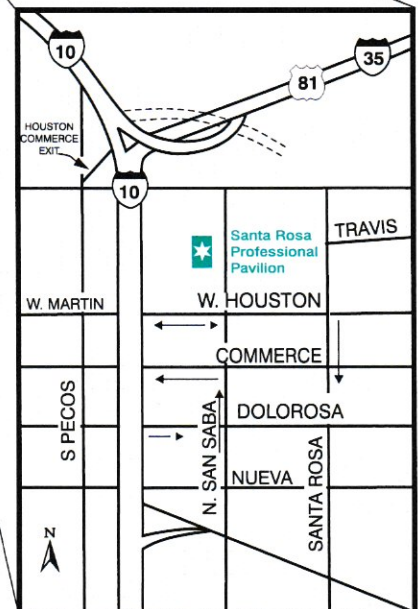 10
35
81
HOUSTON
COMMERCE
EXIT
10
Santa Rosa
Professional
Pavilion
TRAVIS
W. MARTIN
W. HOUSTON
COMMERCE
S PECOS
N. SAN SABA
DOLOROSA
SANTA ROSA
NUEVA
N